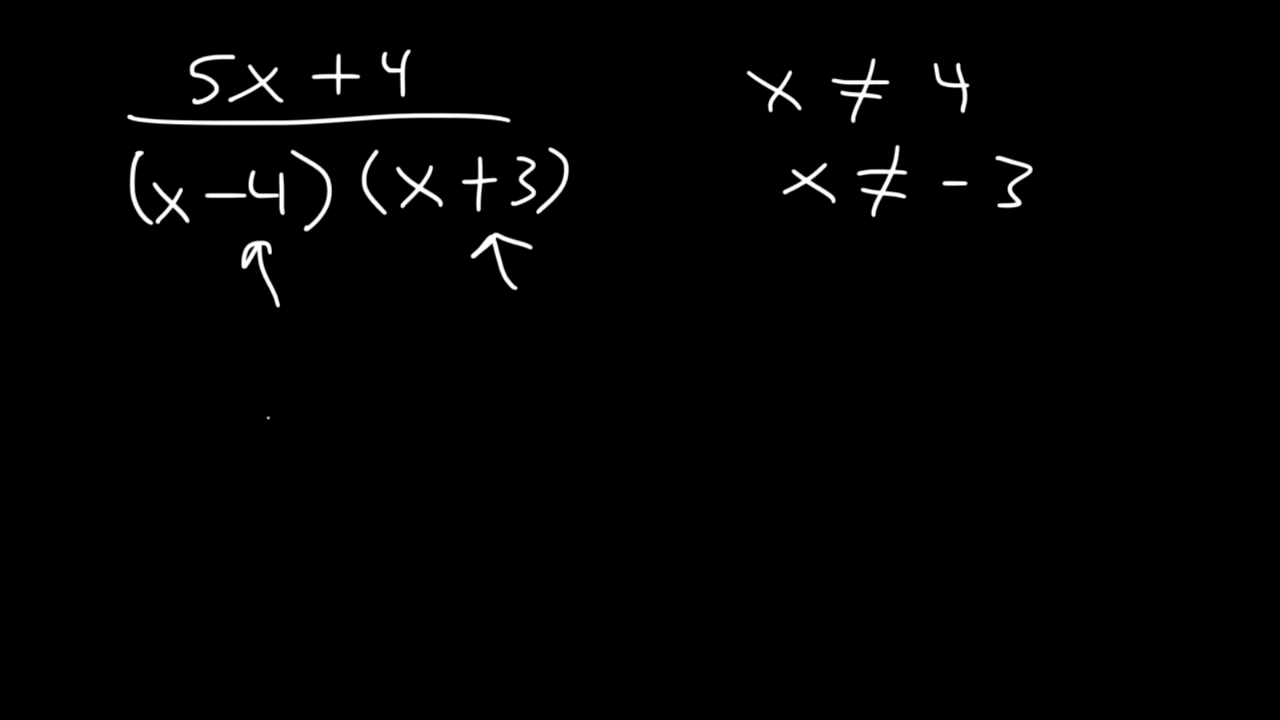 5x + 4
(x - 4) (x + 3)
x ≠ 4
x ≠ - 3